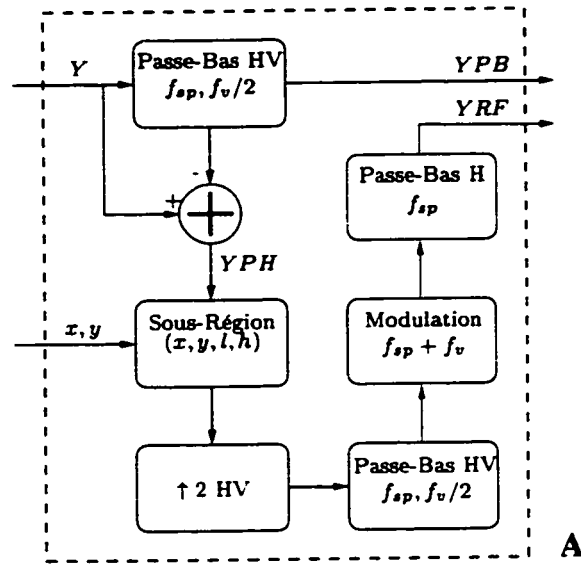 Y
Passe-Bas HV
f_sp, f_v/2
YPB
YRF
-
+
YPH
Passe-Bas H
f_sp
x, y
Sous-Région
(x, y, l, h)
Modulation
f_sp + f_v
↑ 2 HV
Passe-Bas HV
f_sp, f_v/2
A